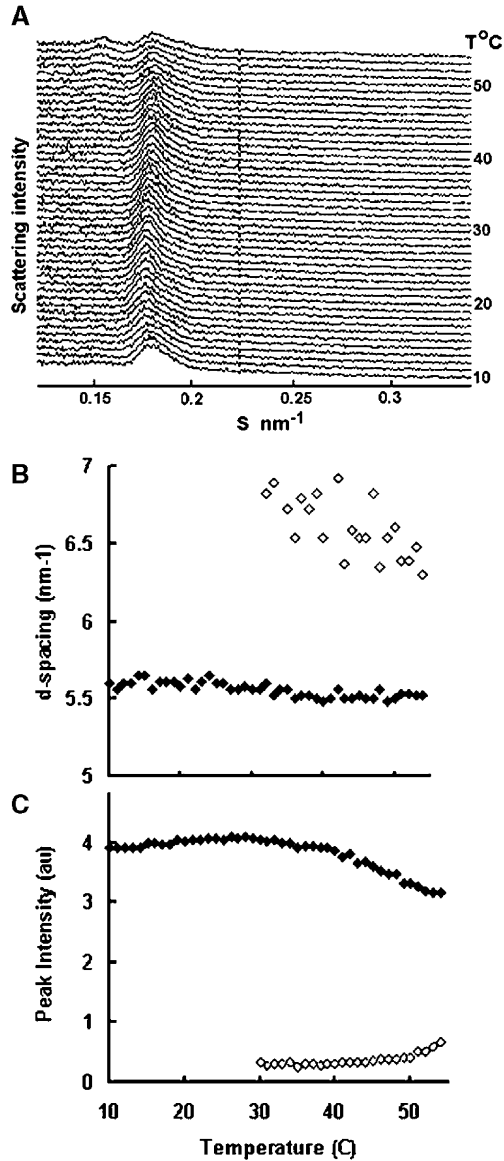 A
T°C
50
40
30
20
10
Scattering intensity
0.15 0.2 0.25 0.3
S nm-1
B
7
6.5
6
5.5
5
d-spacing (nm-1)
C
4
3
2
1
0
Peak Intensity (au)
10 20 30 40 50
Temperature (C)